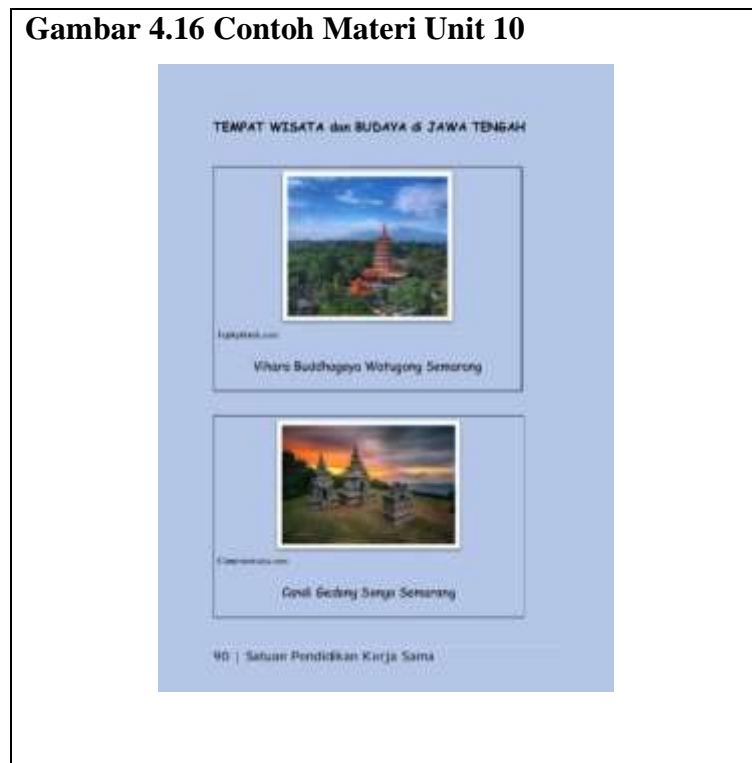 Gambar 4.16 Contoh Materi Unit 10
TEMPAT WISATA dan BUDAYA di JAWA TENGAH
Vihara Buddhagaya Watugong Semarang
Candi Gedong Songo Semarang
90 | Satuan Pendidikan Kerja Sama